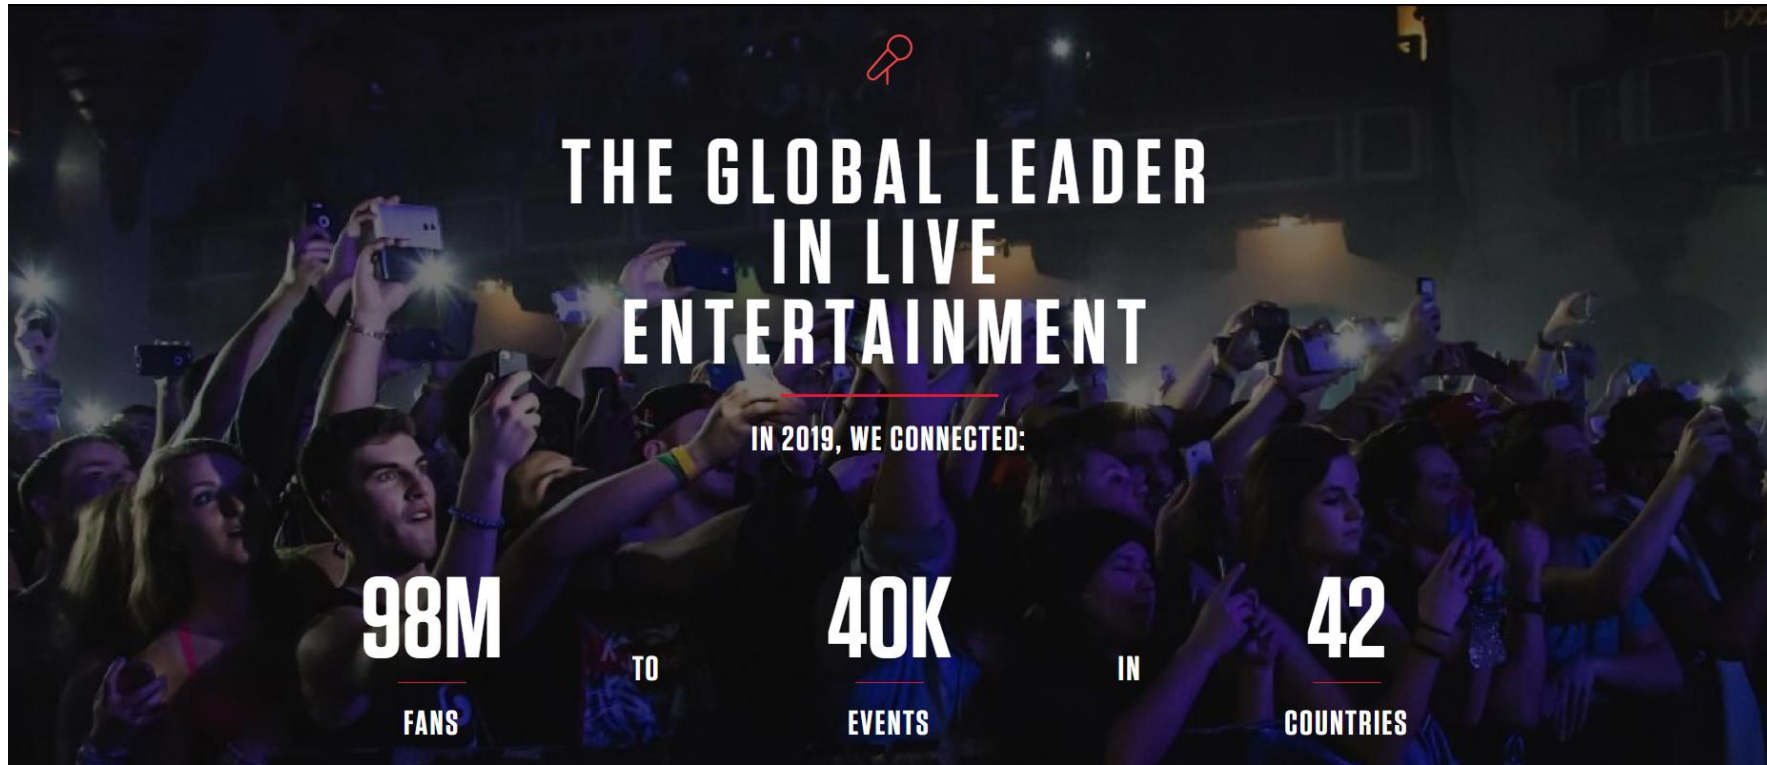 THE GLOBAL LEADER
IN LIVE
ENTERTAINMENT
IN 2019, WE CONNECTED:
98M
FANS
TO
40K
EVENTS
IN
42
COUNTRIES